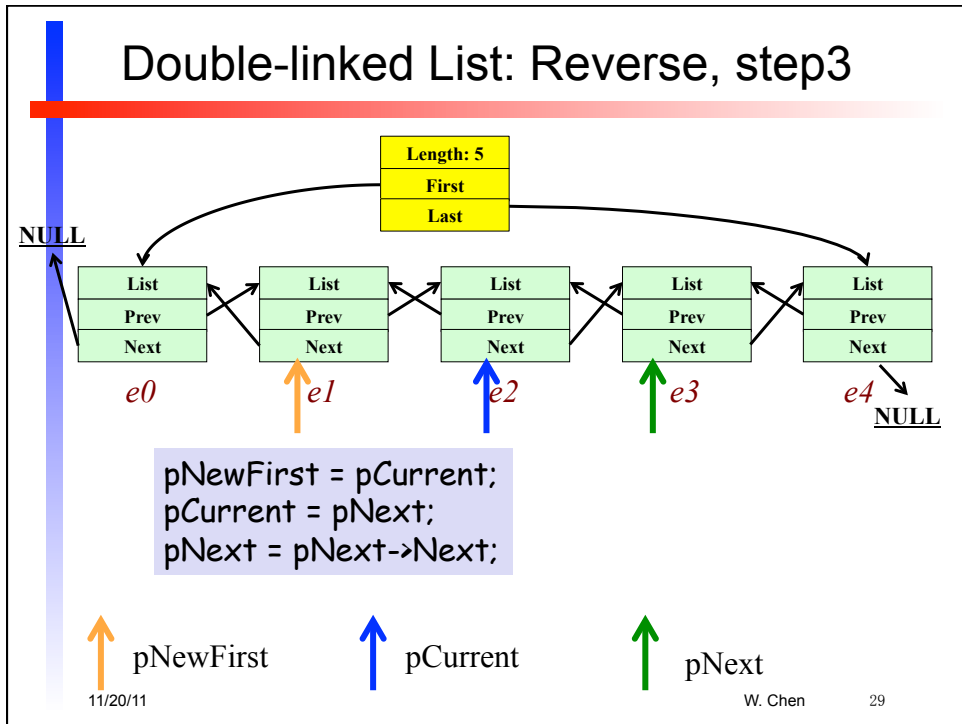 Double-linked List: Reverse, step3
Length: 5
First
Last
NULL
List
List
List
List
List
Prev
Prev
Prev
Prev
Prev
Next
Next
Next
Next
Next
e0
e1
e2
e3
e4
NULL
pNewFirst = pCurrent;
pCurrent = pNext;
pNext = pNext->Next;
pNewFirst
pCurrent
pNext
11/20/11
W. Chen
29